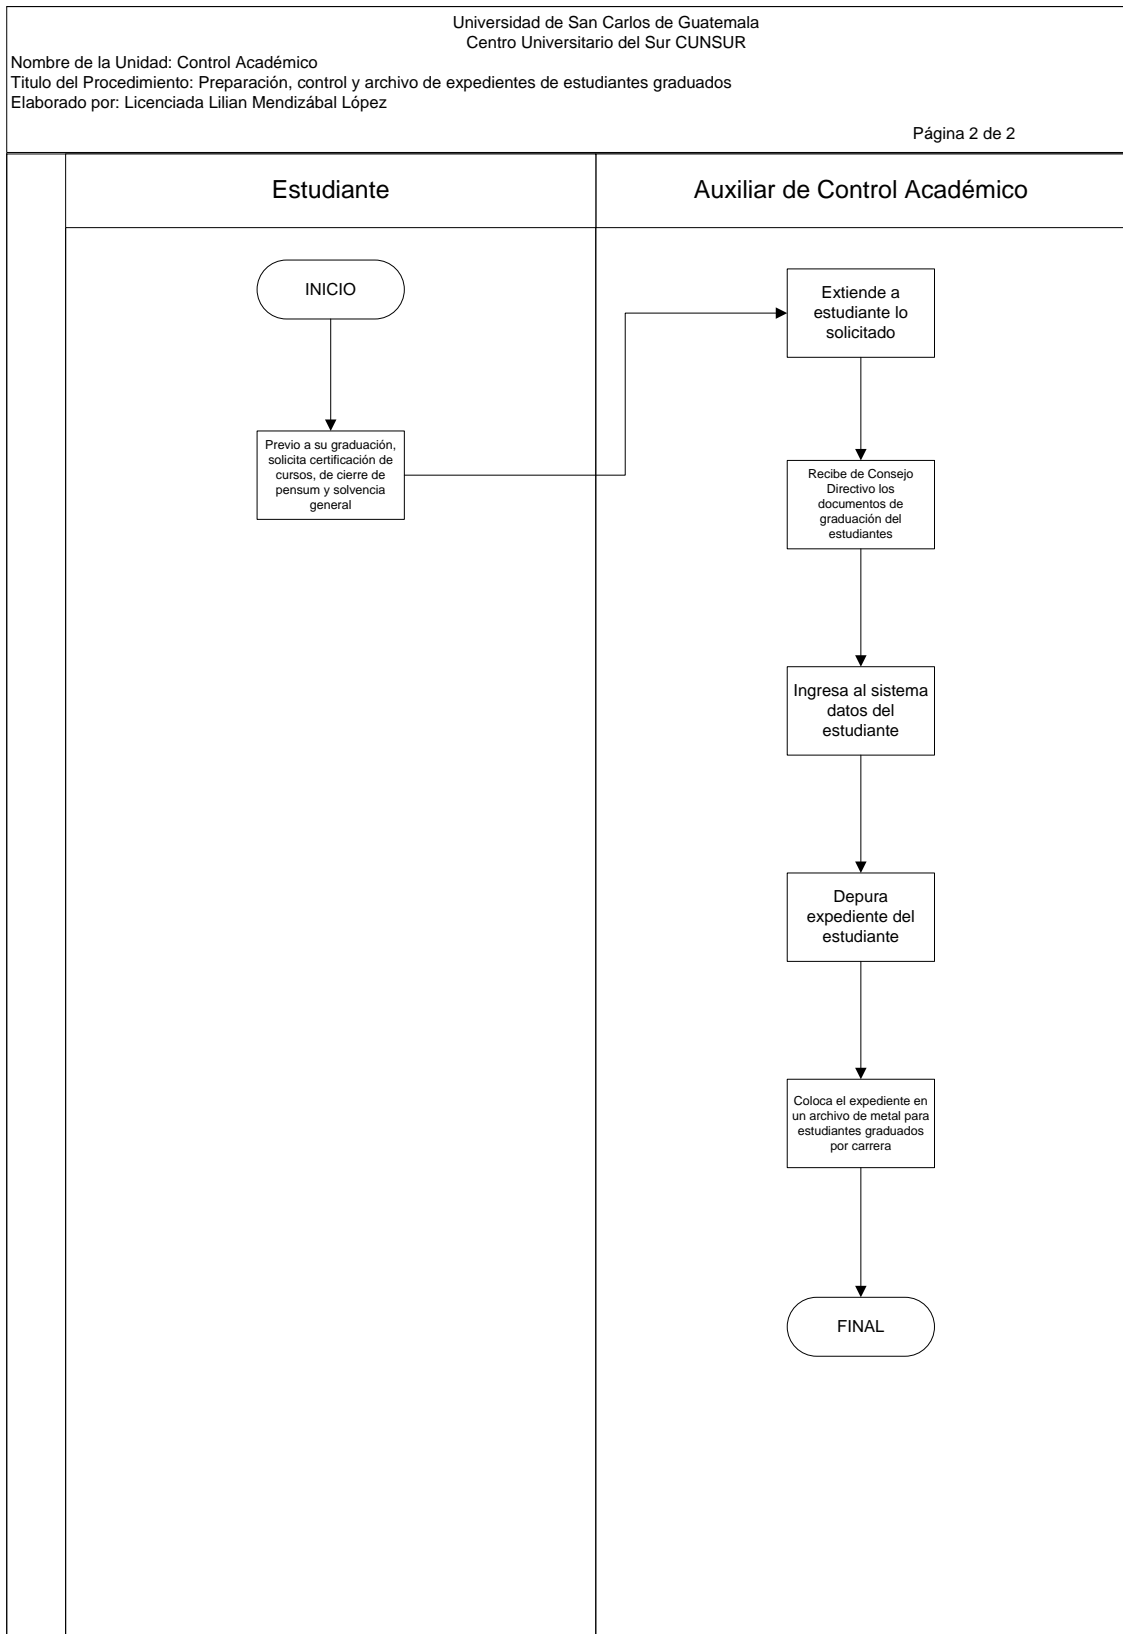 Universidad de San Carlos de Guatemala
Centro Universitario del Sur CUNSUR
Nombre de la Unidad: Control Académico
Titulo del Procedimiento: Preparación, control y archivo de expedientes de estudiantes graduados
Elaborado por: Licenciada Lilian Mendizábal López
Página 2 de 2
Estudiante
Auxiliar de Control Académico
INICIO
Previo a su graduación,
solicita certificación de
cursos, de cierre de
pensum y solvencia
general
Extiende a
estudiante lo
solicitado
Recibe de Consejo
Directivo los
documentos de
graduación del
estudiantes
Ingresa al sistema
datos del
estudiante
Depura
expediente del
estudiante
Coloca el expediente en
un archivo de metal para
estudiantes graduados
por carrera
FINAL